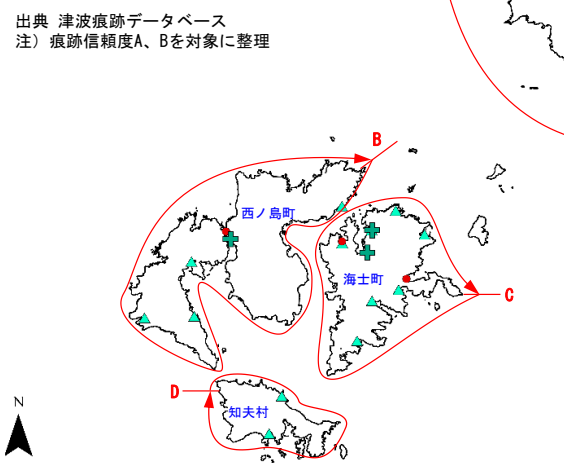 出典 津波痕跡データベース
注）痕跡信頼度A、Bを対象に整理
B
西ノ島町
海士町
C
D
知夫村
N